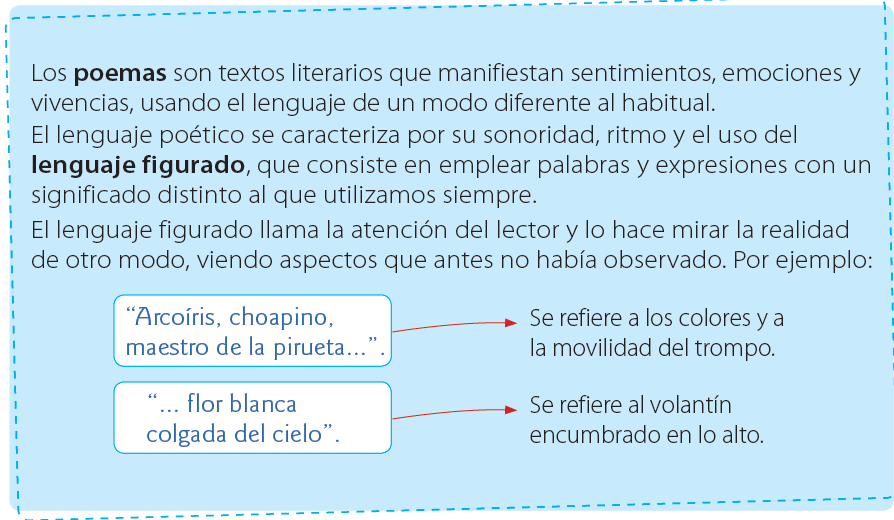 Los poemas son textos literarios que manifiestan sentimientos, emociones y
vivencias, usando el lenguaje de un modo diferente al habitual.
El lenguaje poético se caracteriza por su sonoridad, ritmo y el uso del
lenguaje figurado, que consiste en emplear palabras y expresiones con un
significado distinto al que utilizamos siempre.
El lenguaje figurado llama la atención del lector y lo hace mirar la realidad
de otro modo, viendo aspectos que antes no había observado. Por ejemplo:
“Arcoíris, choapino,
maestro de la pirueta...”.
Se refiere a los colores y a
la movilidad del trompo.
“... flor blanca
colgada del cielo”.
Se refiere al volantín
encumbrado en lo alto.